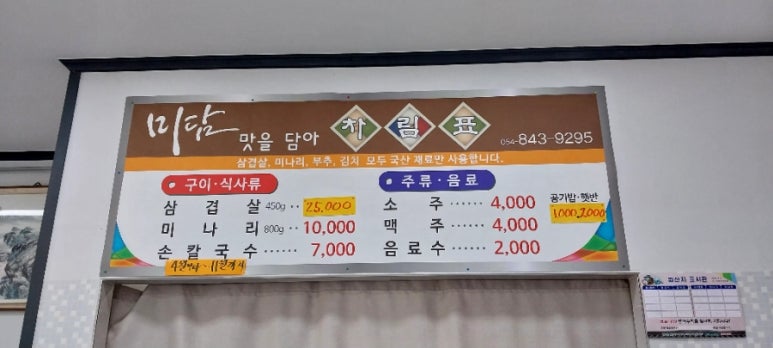 미담 맛을 담아 차림표 054-843-9295
삼겹살, 미나리, 부추, 김치 모두 국산 재료만 사용합니다.
구이·식사류
삼겹살 450g ·· 25,000
미나리 800g ·· 10,000
손칼국수 ······ 7,000
주류·음료
소주 ······ 4,000
맥주 ······ 4,000
음료수 ······ 2,000
공기밥·햇반
1,000 2,000